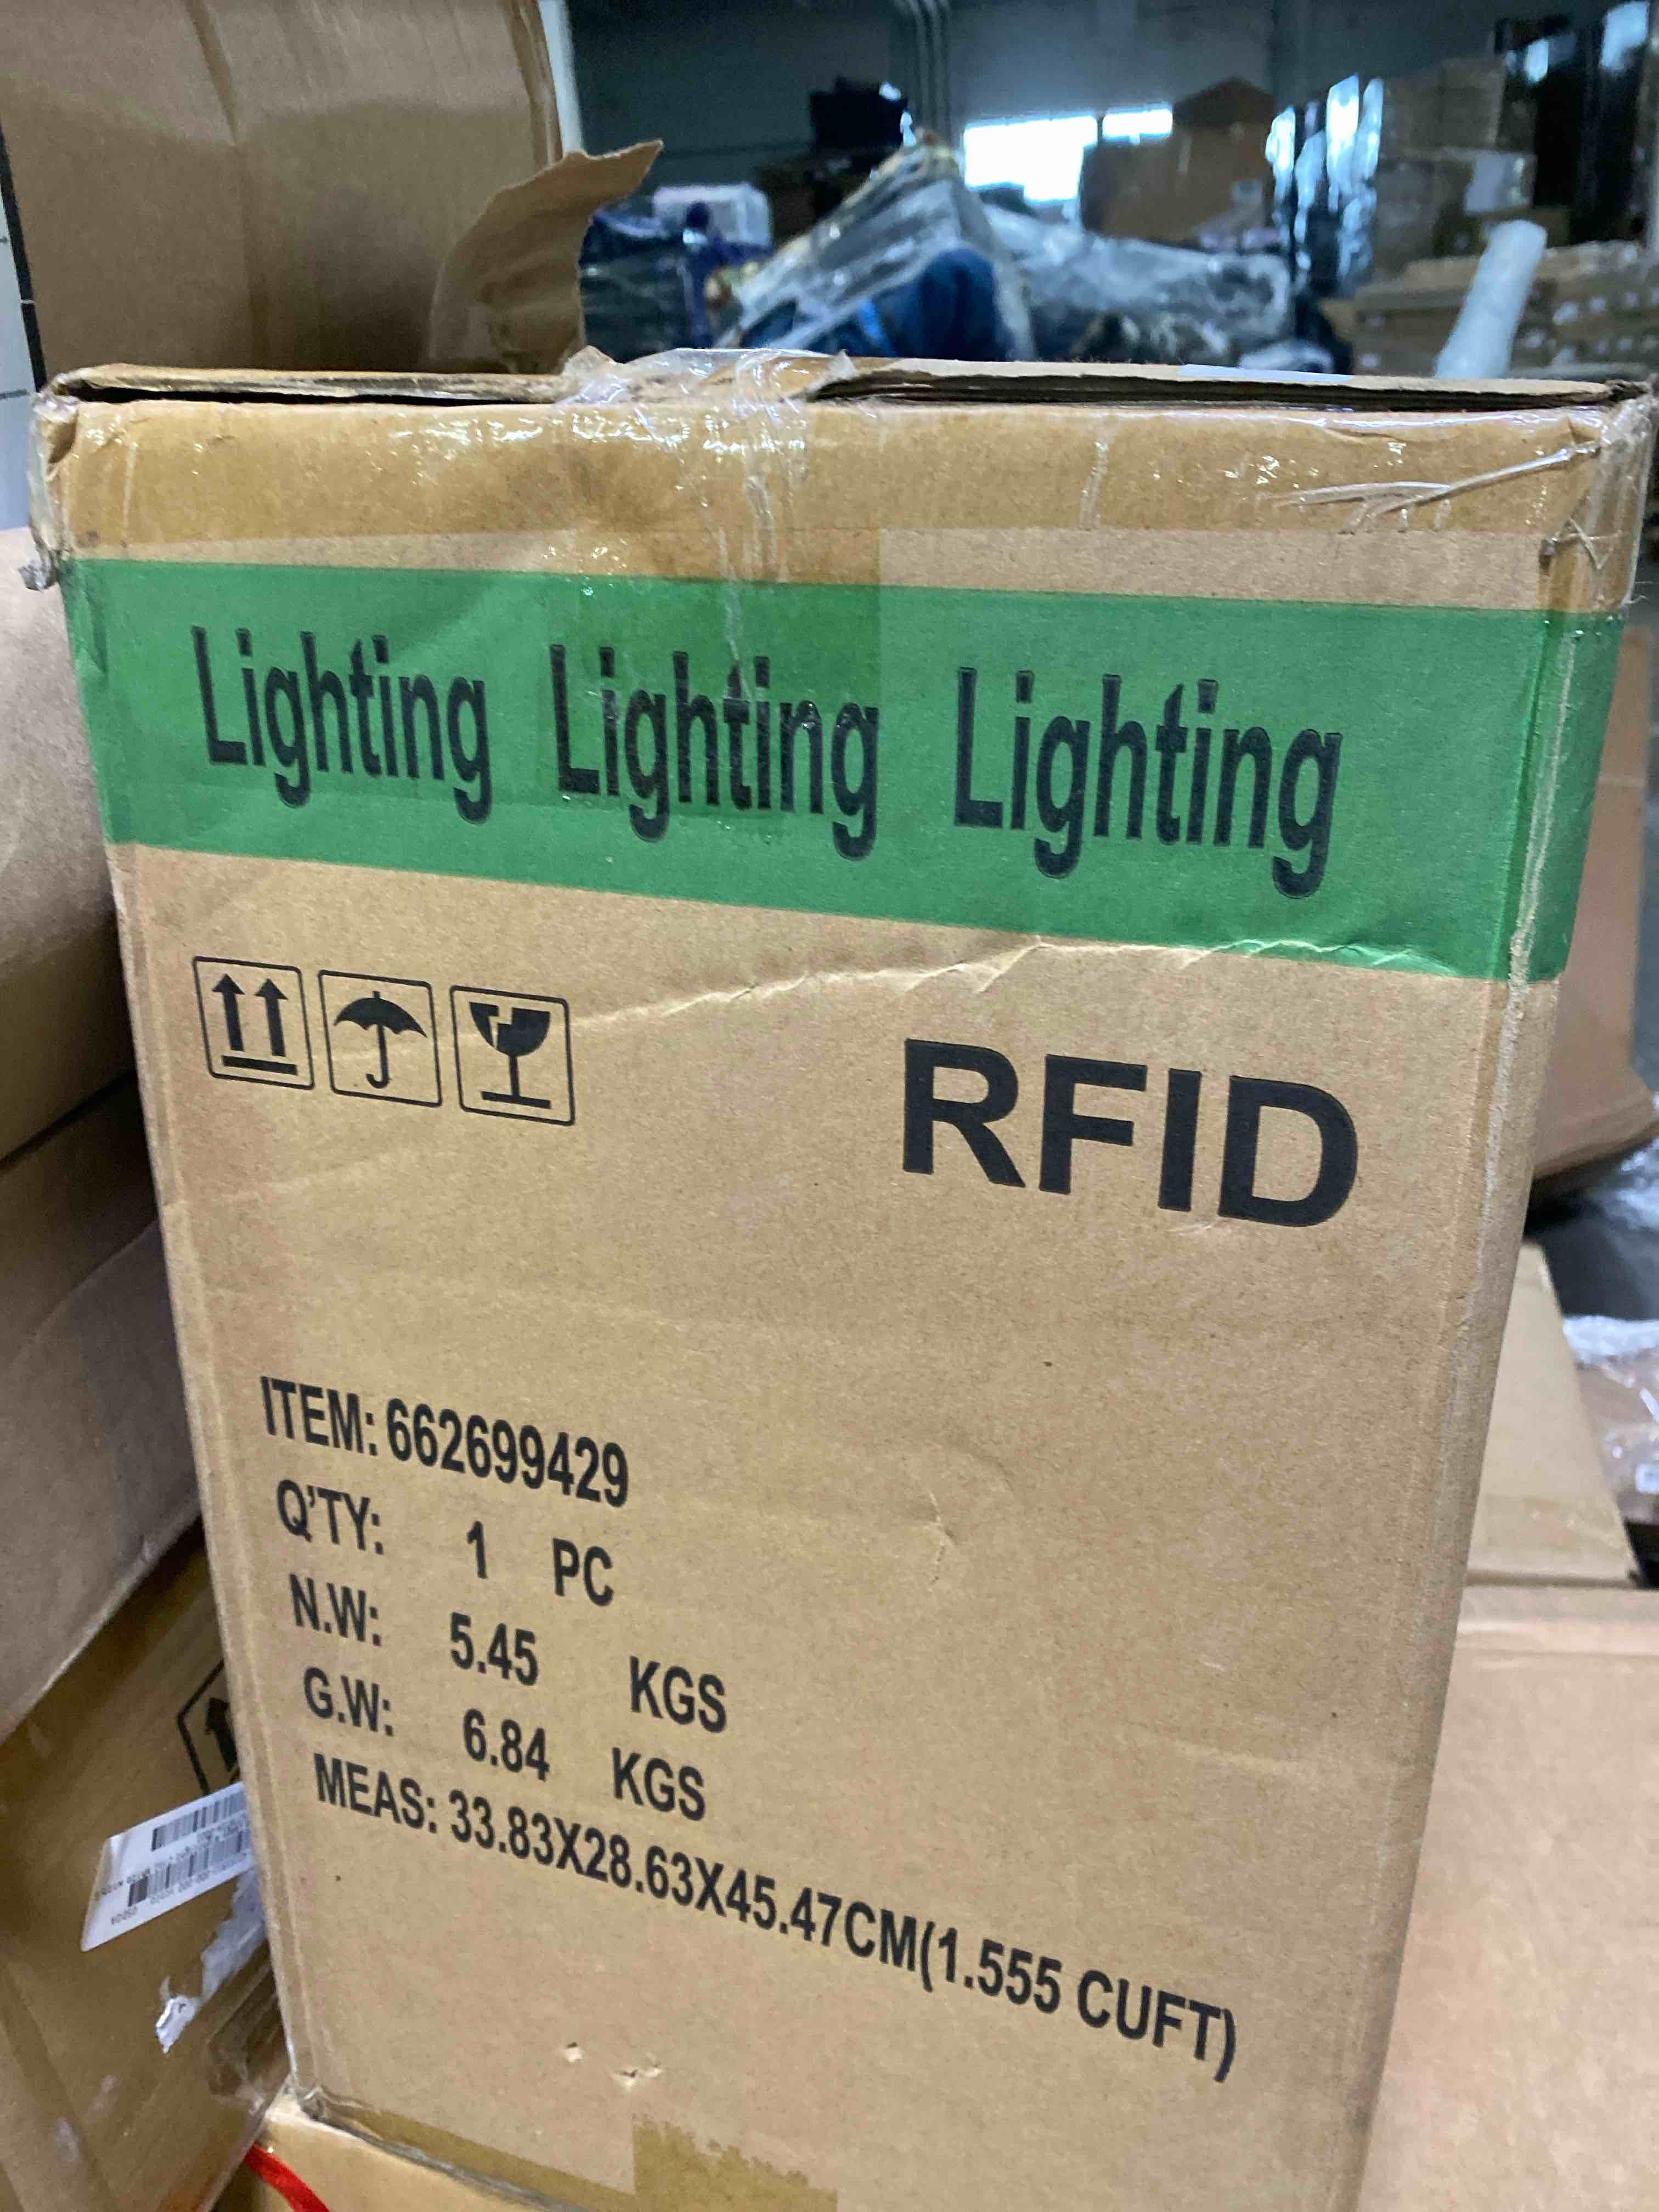 Lighting Lighting Lighting
RFID
ITEM: 662699429
Q'TY: 1 PC
N.W: 5.45 KGS
G.W: 6.84 KGS
MEAS: 33.83X28.63X45.47CM(1.555 CUFT)